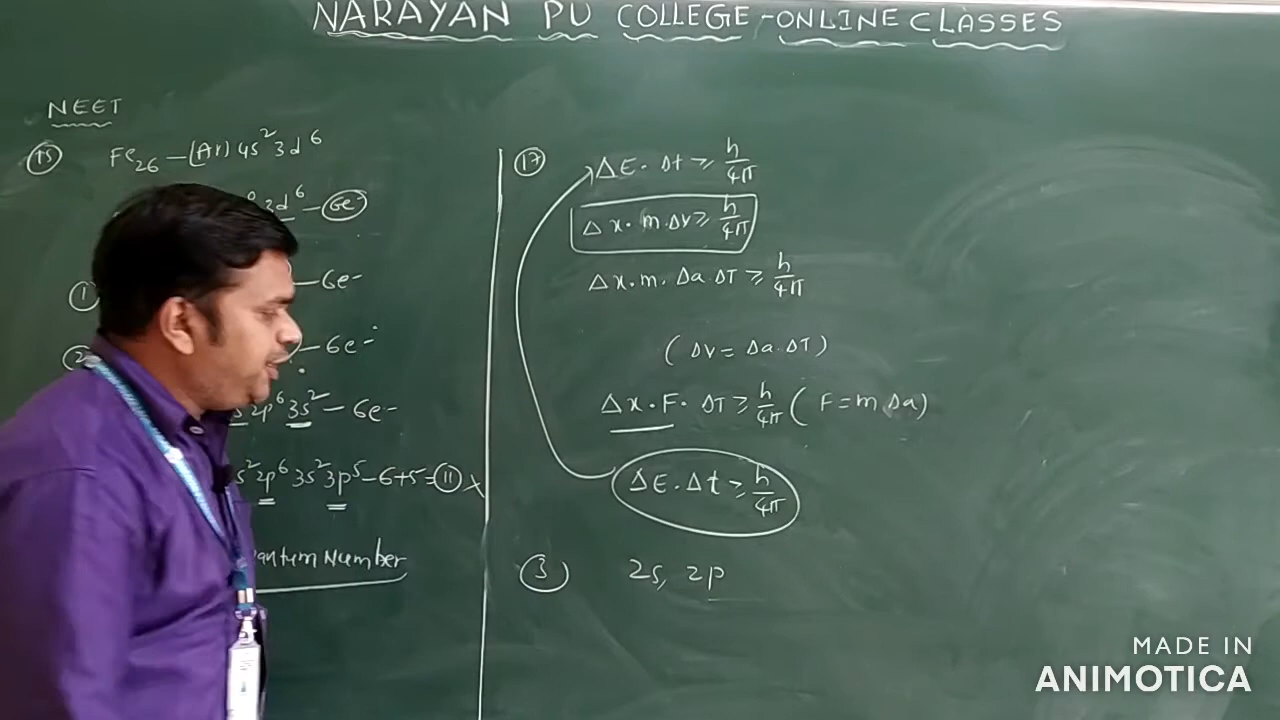 NARAYAN PU COLLEGE-ONLINE CLASSES
NEET
15 Fe26 – [Ar] 4s² 3d⁶
3d⁶ – 6e⁻
1 – 6e⁻
2 – 6e⁻
2p⁶ 3s² – 6e⁻
s² 2p⁶ 3s² 3p⁵ – 6+5=11 ×
antum Number
17 ΔE. Δt ≥ h/4π
Δx. m. Δv ≥ h/4π
Δx. m. Δa. ΔT ≥ h/4π
(Δv = Δa. ΔT)
Δx. F. ΔT ≥ h/4π (F = m Δa)
ΔE. Δt ≥ h/4π
3 2s, 2p
MADE IN
ANIMOTICA